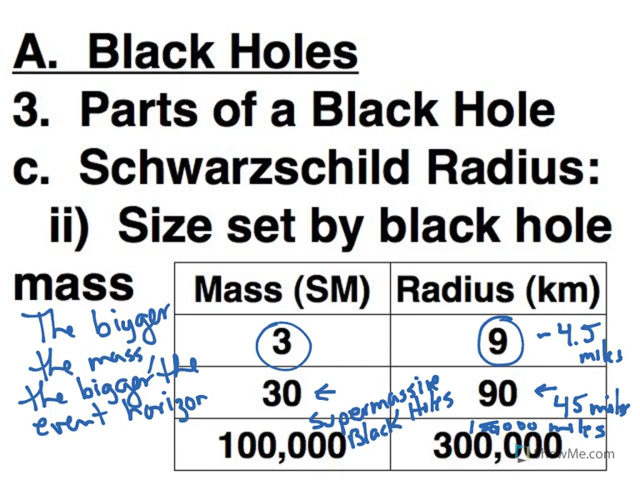 A. Black Holes
3. Parts of a Black Hole
c. Schwarzschild Radius:
ii) Size set by black hole
mass
Mass (SM) Radius (km)
3 9
30 90
100,000 300,000
The bigger
the mass,
the bigger the
event horizon
~4.5
miles
← Supermassive
Black Holes
← 45 miles
miles
ShowMe.com